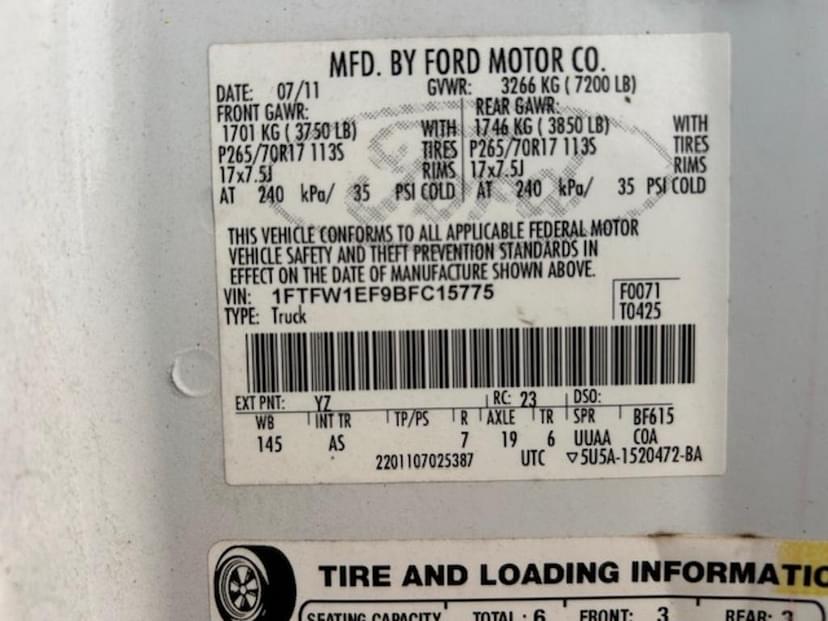 MFD. BY FORD MOTOR CO.
DATE: 07/11 GVWR: 3266 KG ( 7200 LB)
FRONT GAWR: REAR GAWR:
1701 KG ( 3750 LB) WITH 1746 KG ( 3850 LB) WITH
P265/70R17 113S TIRES P265/70R17 113S TIRES
17x7.5J RIMS 17x7.5J RIMS
AT 240 kPa/ 35 PSI COLD AT 240 kPa/ 35 PSI COLD
Ford
THIS VEHICLE CONFORMS TO ALL APPLICABLE FEDERAL MOTOR
VEHICLE SAFETY AND THEFT PREVENTION STANDARDS IN
EFFECT ON THE DATE OF MANUFACTURE SHOWN ABOVE.
VIN: 1FTFW1EF9BFC15775 F0071
TYPE: Truck T0425
EXT PNT: YZ RC: 23 DSO:
WB INT TR TP/PS R AXLE TR SPR BF615
145 AS 7 19 6 UUAA COA
2201107025387 UTC ▽5U5A-1520472-BA
TIRE AND LOADING INFORMATIO
SEATING CAPACITY TOTAL : 6 FRONT: 3 REAR: 3